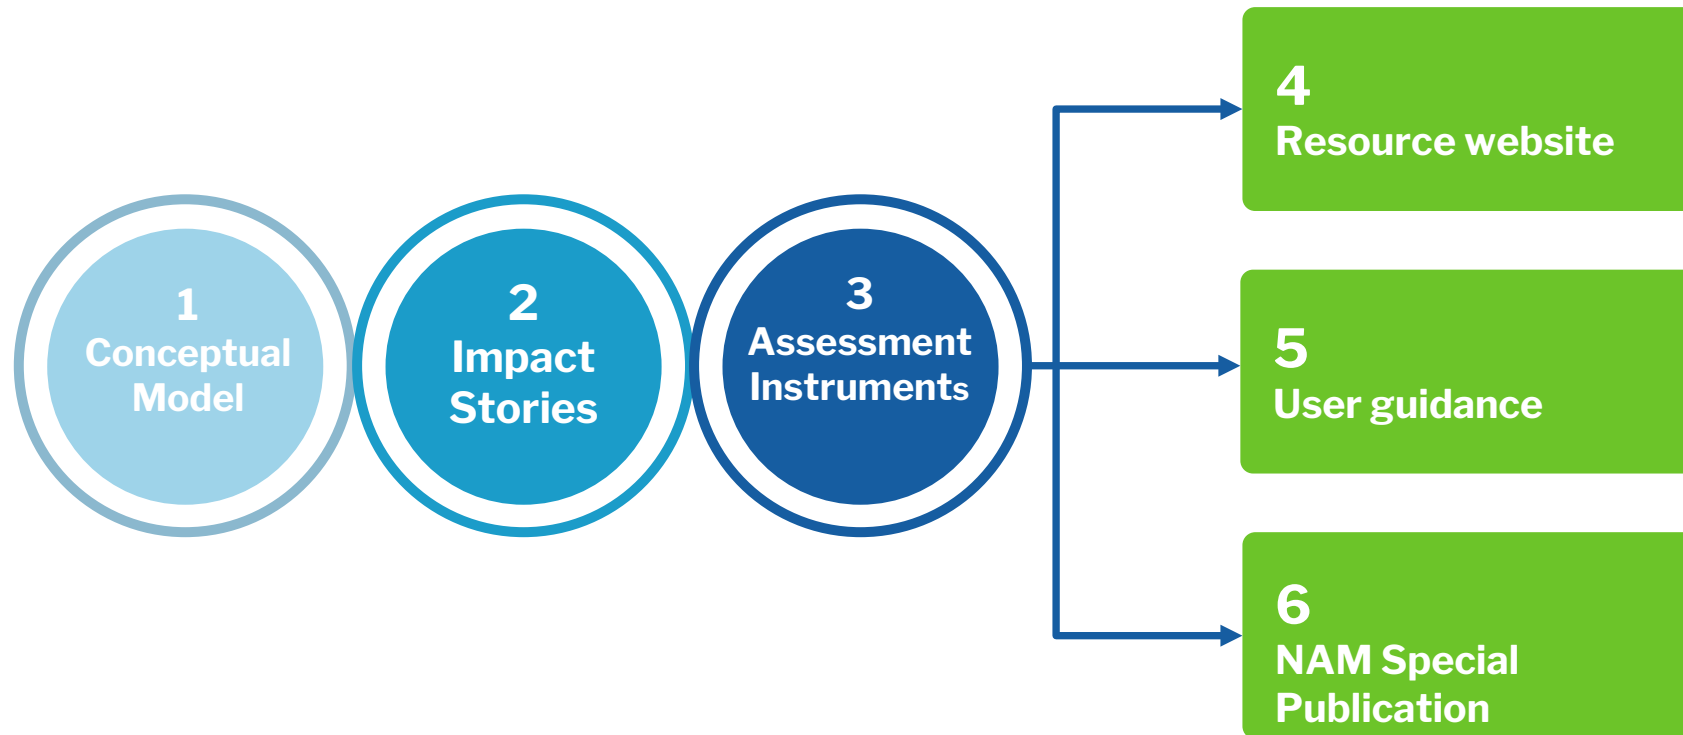 1
Conceptual
Model
2
Impact
Stories
3
Assessment
Instruments
4
Resource website
5
User guidance
6
NAM Special
Publication